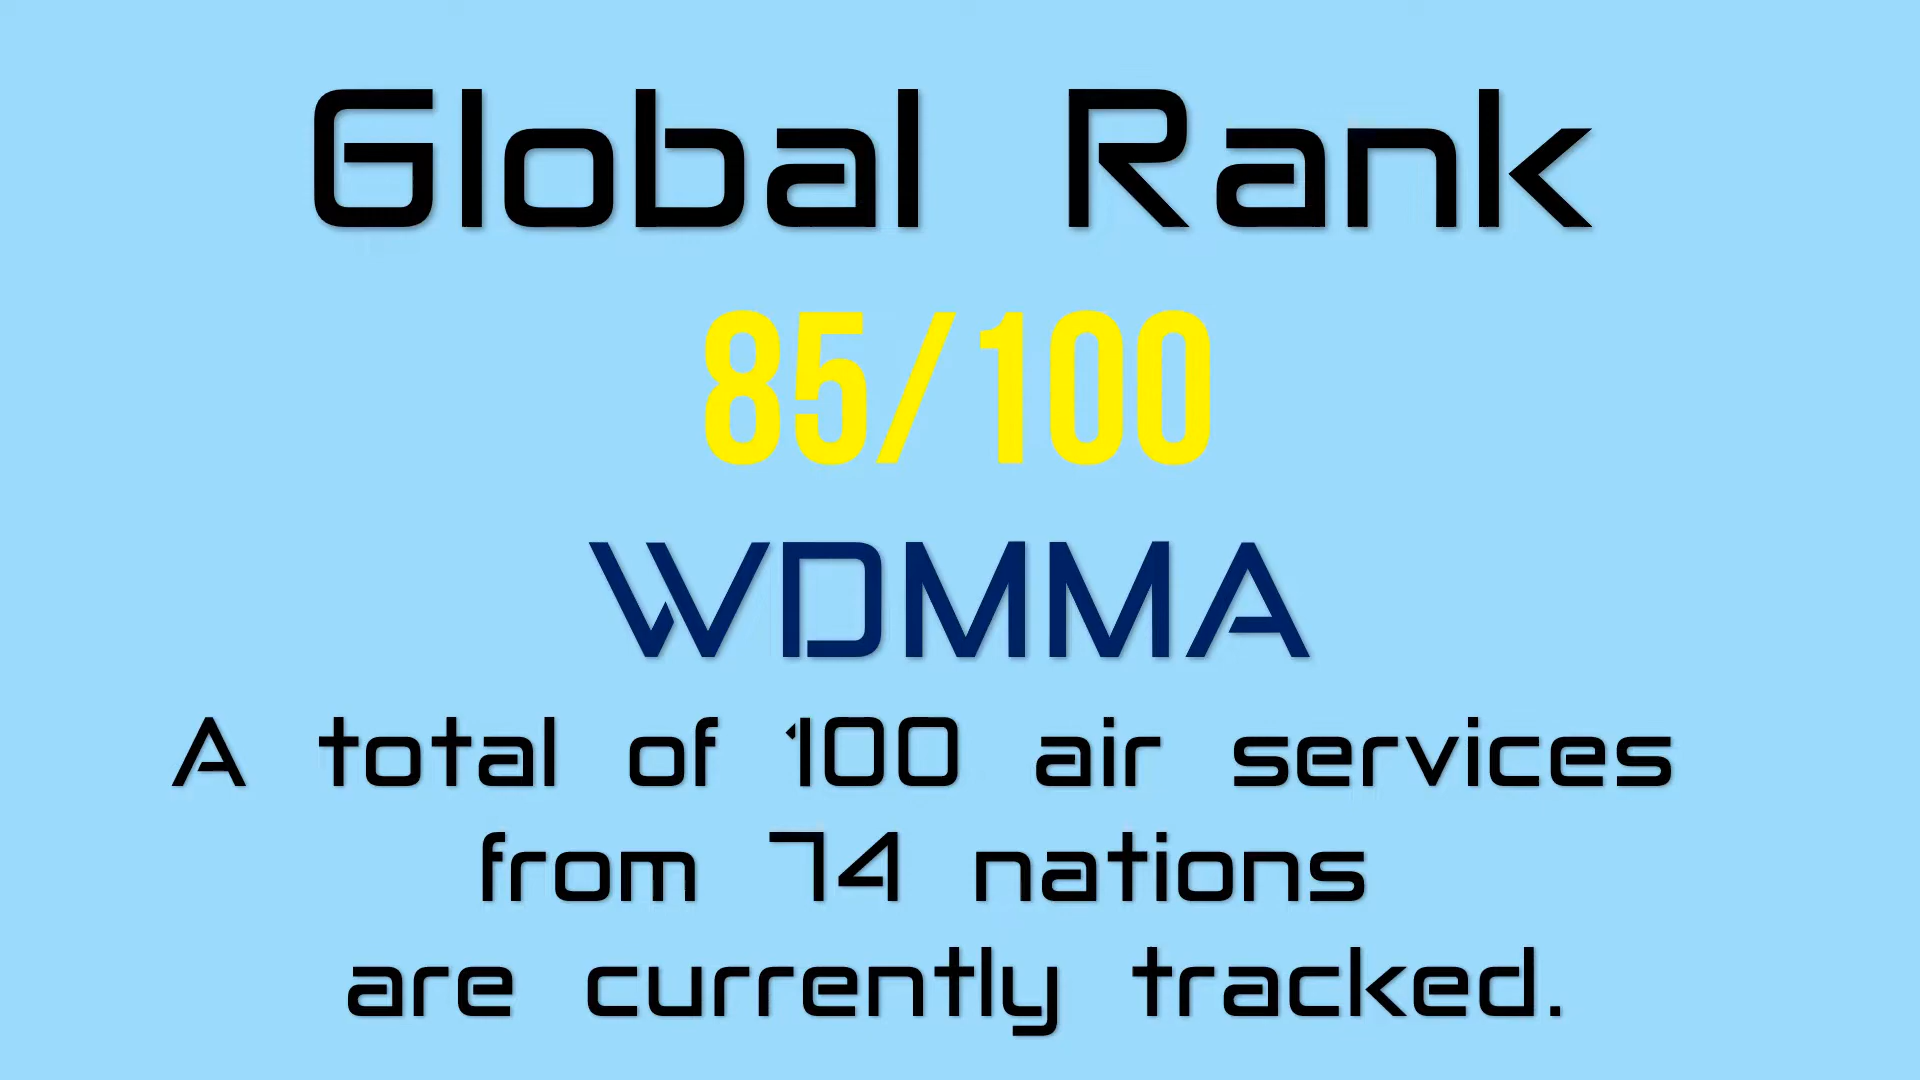 Global Rank
85/100
WDMMA
A total of 100 air services
from 74 nations
are currently tracked.